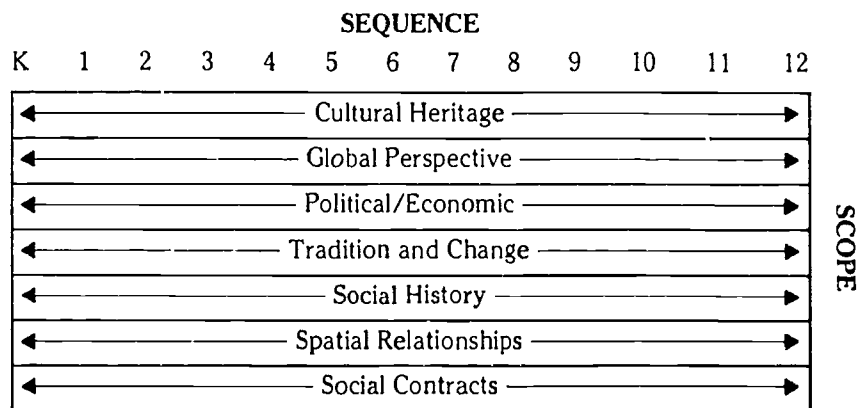 SEQUENCE
K 1 2 3 4 5 6 7 8 9 10 11 12
Cultural Heritage
Global Perspective
Political/Economic
Tradition and Change
Social History
Spatial Relationships
Social Contracts
SCOPE